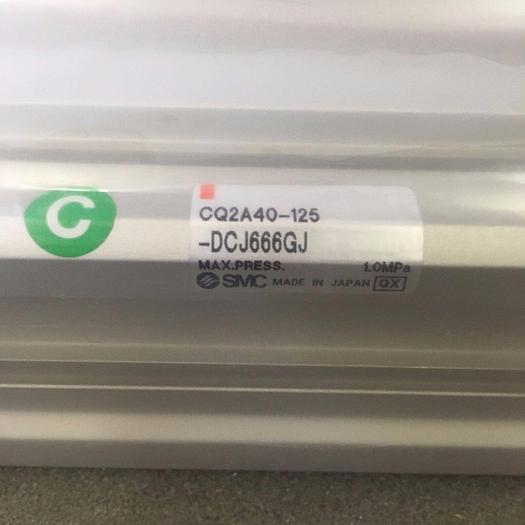 C
CQ2A40-125
-DCJ666GJ
MAX.PRESS. 1.0MPa
SMC MADE IN JAPAN QX